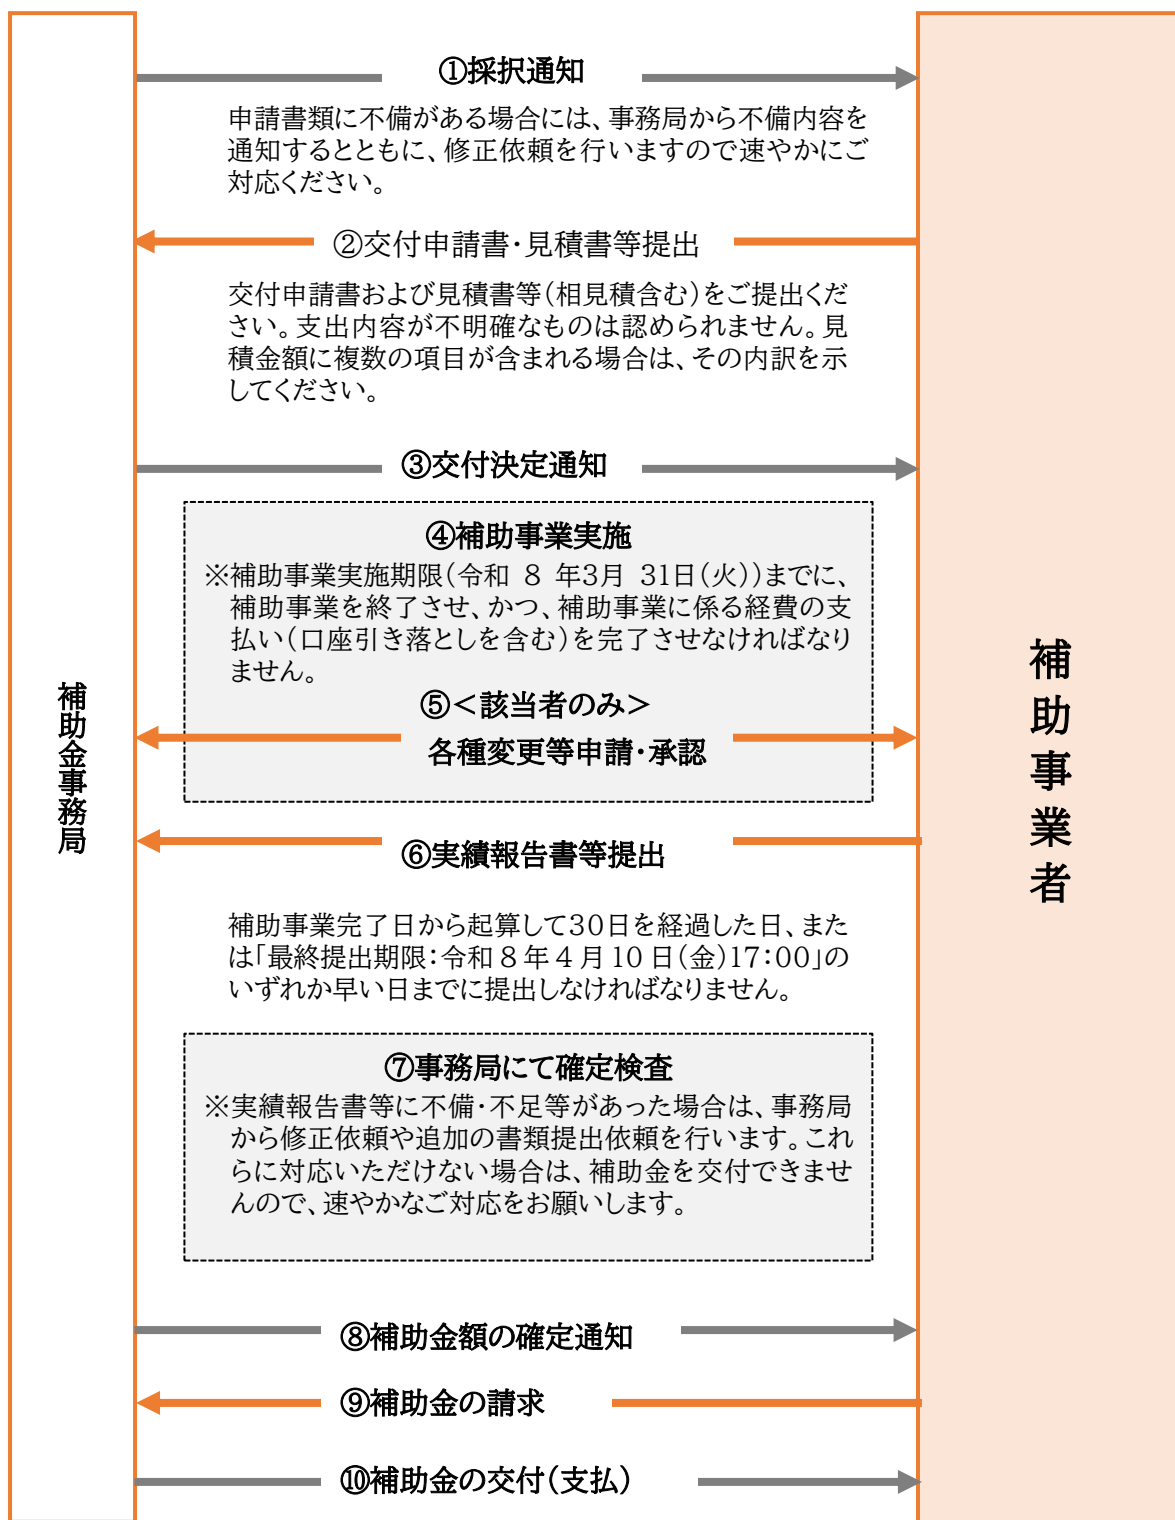 ①採択通知
申請書類に不備がある場合には、事務局から不備内容を
通知するとともに、修正依頼を行いますので速やかにご
対応ください。
②交付申請書・見積書等提出
交付申請書および見積書等(相見積含む)をご提出くだ
さい。支出内容が不明確なものは認められません。見
積金額に複数の項目が含まれる場合は、その内訳を示
してください。
③交付決定通知
④補助事業実施
※補助事業実施期限(令和 8 年3月 31日(火))までに、
補助事業を終了させ、かつ、補助事業に係る経費の支
払い(口座引き落としを含む)を完了させなければなり
ません。
⑤<該当者のみ>
各種変更等申請・承認
補助金事務局
補助事業者
⑥実績報告書等提出
補助事業完了日から起算して30日を経過した日、また
は「最終提出期限:令和8年4月10日(金)17:00」の
いずれか早い日までに提出しなければなりません。
⑦事務局にて確定検査
※実績報告書等に不備・不足等があった場合は、事務局
から修正依頼や追加の書類提出依頼を行います。これ
らに対応いただけない場合は、補助金を交付できませ
んので、速やかなご対応をお願いします。
⑧補助金額の確定通知
⑨補助金の請求
⑩補助金の交付(支払)